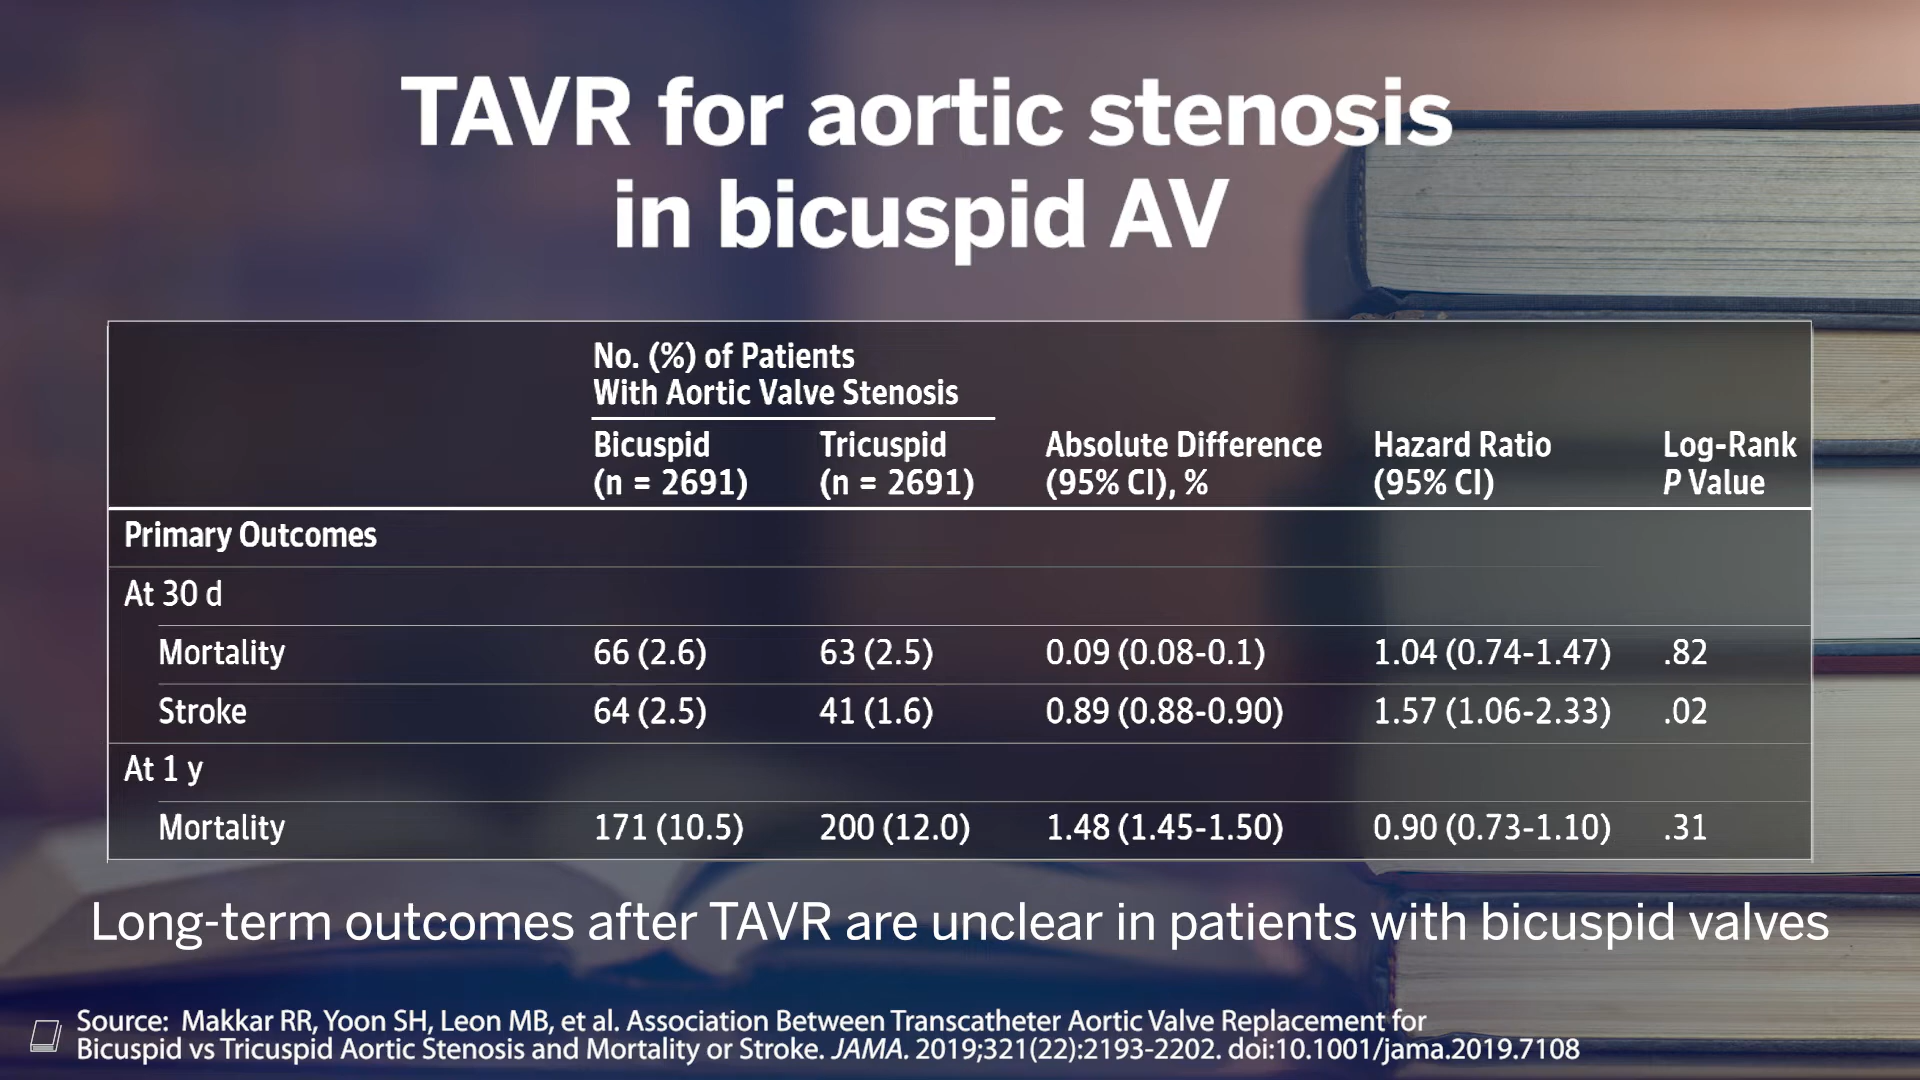 TAVR for aortic stenosis
in bicuspid AV
No. (%) of Patients
With Aortic Valve Stenosis
Bicuspid
(n = 2691)
Tricuspid
(n = 2691)
Absolute Difference
(95% CI), %
Hazard Ratio
(95% CI)
Log-Rank
P Value
Primary Outcomes
At 30 d
Mortality 66 (2.6) 63 (2.5) 0.09 (0.08-0.1) 1.04 (0.74-1.47) .82
Stroke 64 (2.5) 41 (1.6) 0.89 (0.88-0.90) 1.57 (1.06-2.33) .02
At 1 y
Mortality 171 (10.5) 200 (12.0) 1.48 (1.45-1.50) 0.90 (0.73-1.10) .31
Long-term outcomes after TAVR are unclear in patients with bicuspid valves
Source: Makkar RR, Yoon SH, Leon MB, et al. Association Between Transcatheter Aortic Valve Replacement for
Bicuspid vs Tricuspid Aortic Stenosis and Mortality or Stroke. JAMA. 2019;321(22):2193-2202. doi:10.1001/jama.2019.7108